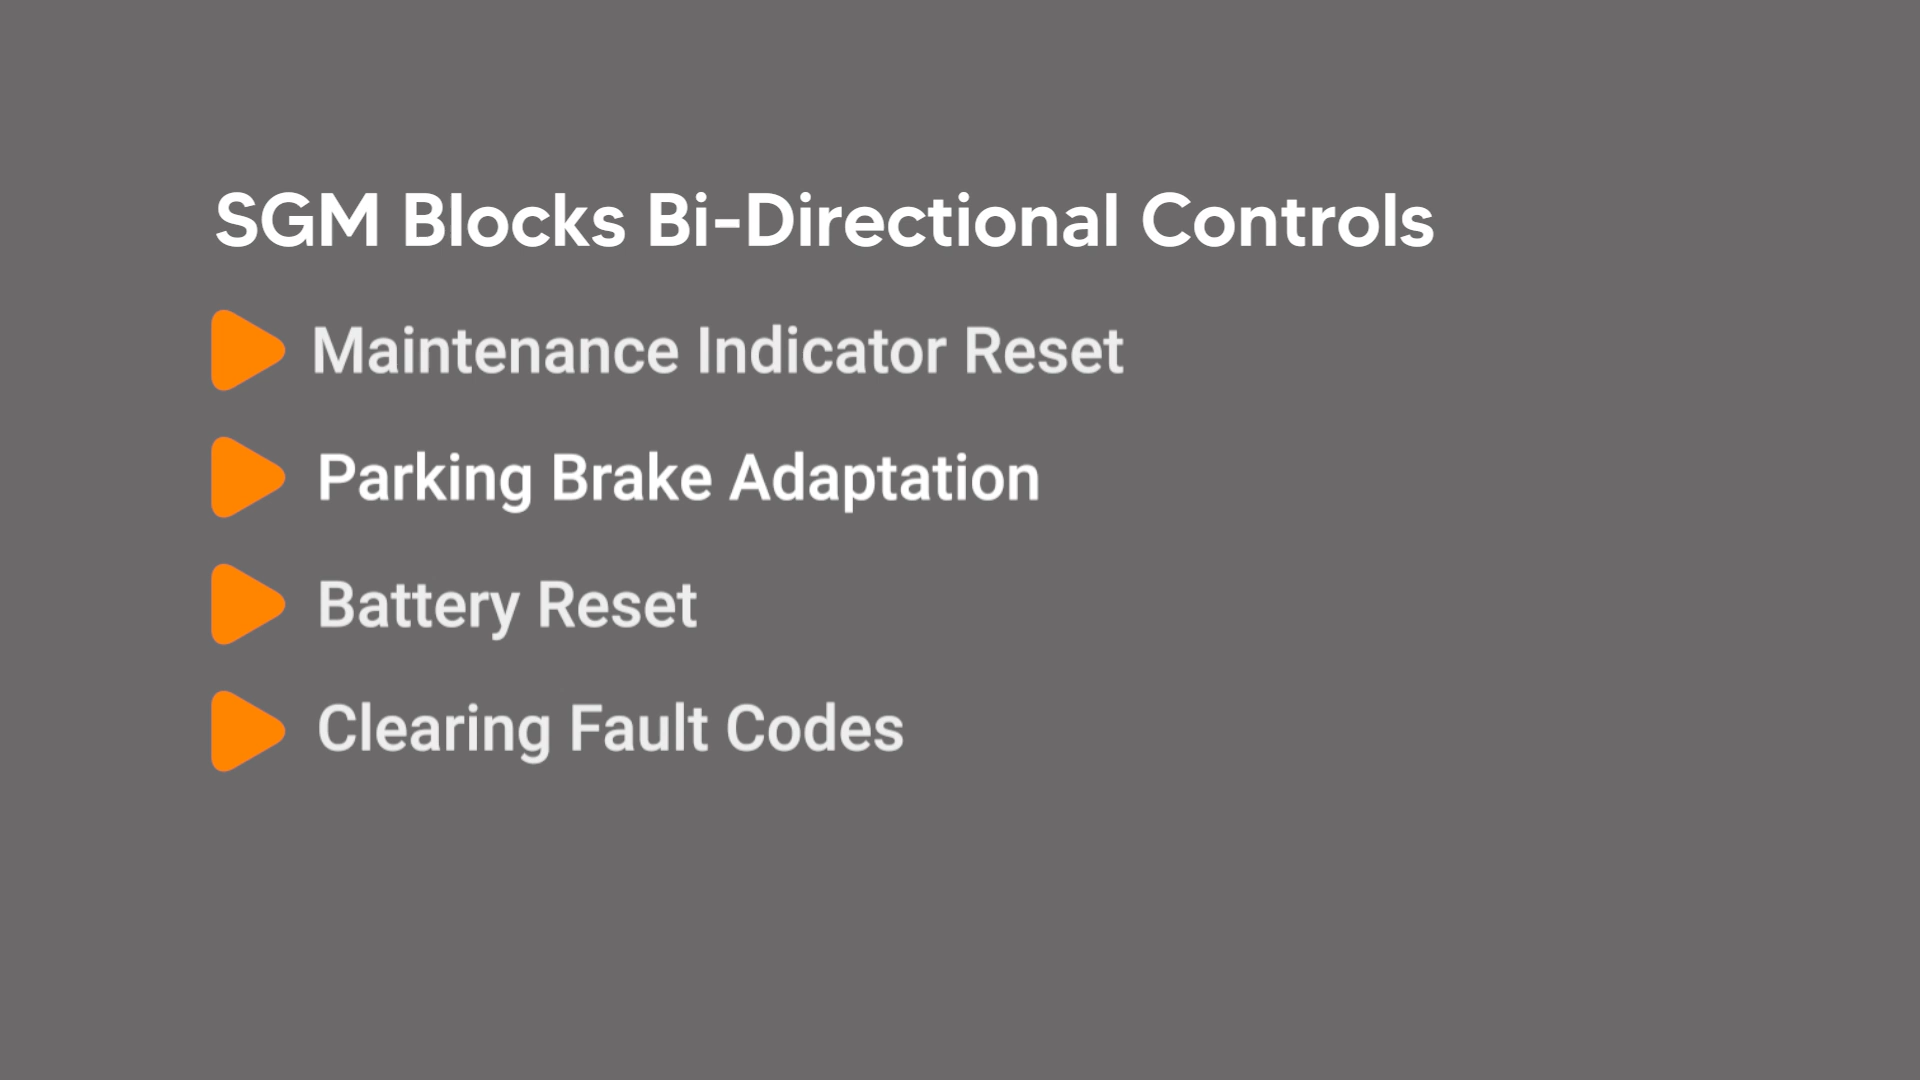 SGM Blocks Bi-Directional Controls
Maintenance Indicator Reset
Parking Brake Adaptation
Battery Reset
Clearing Fault Codes